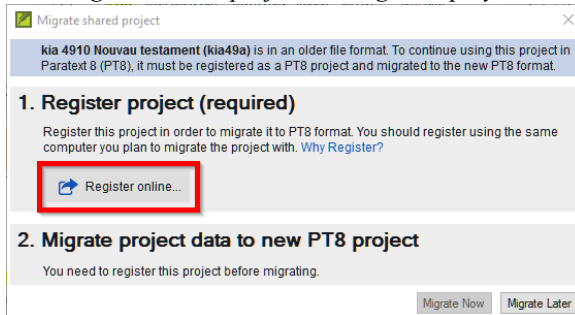 Migrate shared project
kia 4910 Nouvau testament (kia49a) is in an older file format. To continue using this project in
Paratext 8 (PT8), it must be registered as a PT8 project and migrated to the new PT8 format.
1. Register project (required)
Register this project in order to migrate it to PT8 format. You should register using the same
computer you plan to migrate the project with. Why Register?
Register online...
2. Migrate project data to new PT8 project
You need to register this project before migrating.
Migrate Now Migrate Later